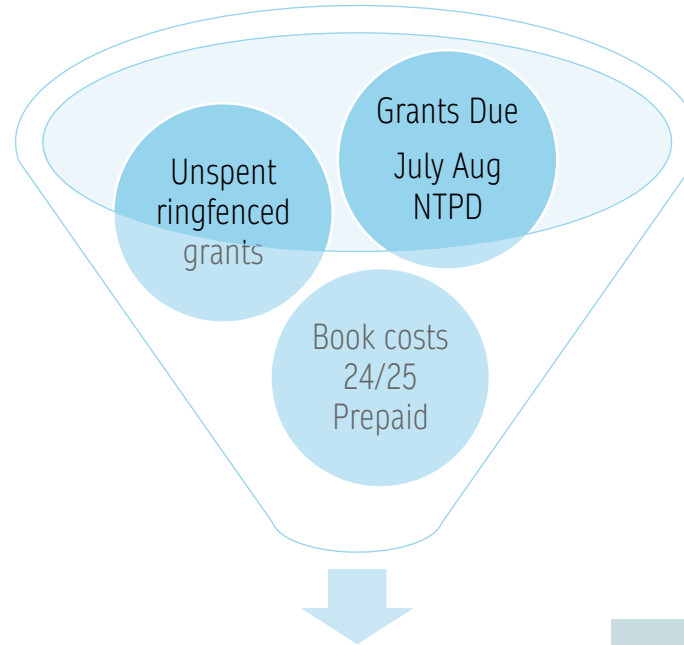 Grants Due
July Aug
NTPD
Unspent
ringfenced
grants
Book costs
24/25
Prepaid